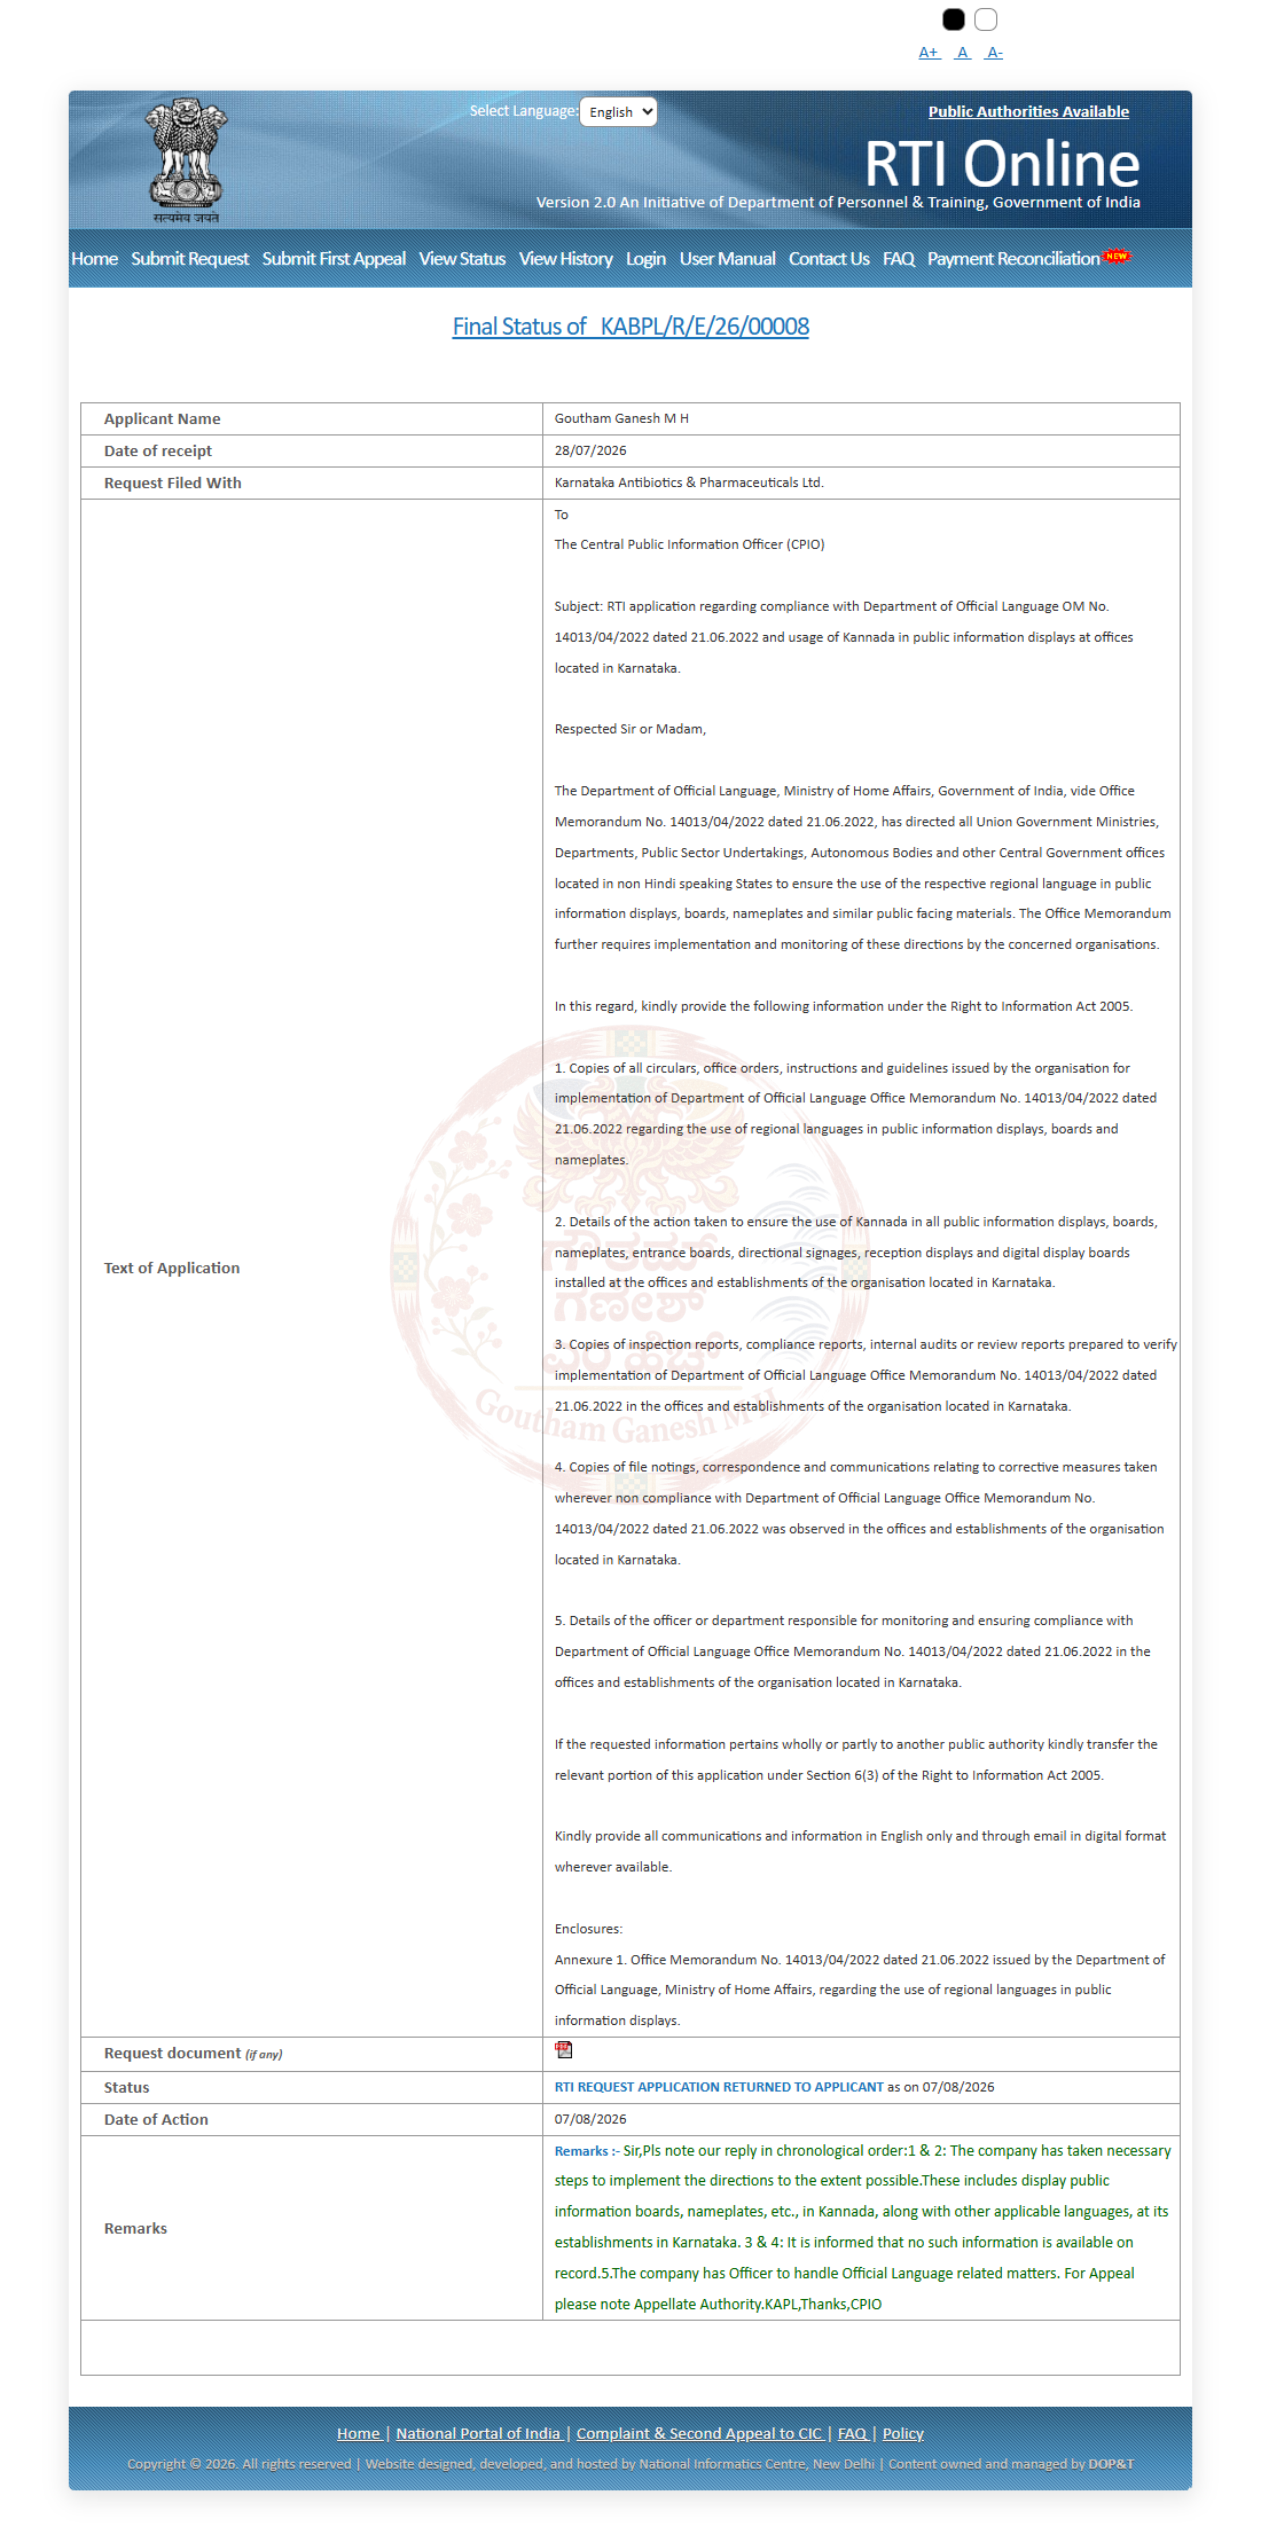 A+ A A-
Select Language: English
Public Authorities Available
RTI Online
Version 2.0 An Initiative of Department of Personnel & Training, Government of India
सत्यमेव जयते
Home Submit Request Submit First Appeal View Status View History Login User Manual Contact Us FAQ Payment Reconciliation NEW
Final Status of KABPL/R/E/26/00008
Applicant Name Goutham Ganesh M H
Date of receipt 28/07/2026
Request Filed With Karnataka Antibiotics & Pharmaceuticals Ltd.
Text of Application
To
The Central Public Information Officer (CPIO)
Subject: RTI application regarding compliance with Department of Official Language OM No.
14013/04/2022 dated 21.06.2022 and usage of Kannada in public information displays at offices
located in Karnataka.
Respected Sir or Madam,
The Department of Official Language, Ministry of Home Affairs, Government of India, vide Office
Memorandum No. 14013/04/2022 dated 21.06.2022, has directed all Union Government Ministries,
Departments, Public Sector Undertakings, Autonomous Bodies and other Central Government offices
located in non Hindi speaking States to ensure the use of the respective regional language in public
information displays, boards, nameplates and similar public facing materials. The Office Memorandum
further requires implementation and monitoring of these directions by the concerned organisations.
In this regard, kindly provide the following information under the Right to Information Act 2005.
1. Copies of all circulars, office orders, instructions and guidelines issued by the organisation for
implementation of Department of Official Language Office Memorandum No. 14013/04/2022 dated
21.06.2022 regarding the use of regional languages in public information displays, boards and
nameplates.
2. Details of the action taken to ensure the use of Kannada in all public information displays, boards,
nameplates, entrance boards, directional signages, reception displays and digital display boards
installed at the offices and establishments of the organisation located in Karnataka.
3. Copies of inspection reports, compliance reports, internal audits or review reports prepared to verify
implementation of Department of Official Language Office Memorandum No. 14013/04/2022 dated
21.06.2022 in the offices and establishments of the organisation located in Karnataka.
4. Copies of file notings, correspondence and communications relating to corrective measures taken
wherever non compliance with Department of Official Language Office Memorandum No.
14013/04/2022 dated 21.06.2022 was observed in the offices and establishments of the organisation
located in Karnataka.
5. Details of the officer or department responsible for monitoring and ensuring compliance with
Department of Official Language Office Memorandum No. 14013/04/2022 dated 21.06.2022 in the
offices and establishments of the organisation located in Karnataka.
If the requested information pertains wholly or partly to another public authority kindly transfer the
relevant portion of this application under Section 6(3) of the Right to Information Act 2005.
Kindly provide all communications and information in English only and through email in digital format
wherever available.
Enclosures:
Annexure 1. Office Memorandum No. 14013/04/2022 dated 21.06.2022 issued by the Department of
Official Language, Ministry of Home Affairs, regarding the use of regional languages in public
information displays.
ಗೌತಮ್
ಗಣೇಶ್
ಎಂ ಹೆಚ್
Goutham Ganesh M H
Request document (if any)
Status RTI REQUEST APPLICATION RETURNED TO APPLICANT as on 07/08/2026
Date of Action 07/08/2026
Remarks
Remarks :- Sir,Pls note our reply in chronological order:1 & 2: The company has taken necessary
steps to implement the directions to the extent possible.These includes display public
information boards, nameplates, etc., in Kannada, along with other applicable languages, at its
establishments in Karnataka. 3 & 4: It is informed that no such information is available on
record.5.The company has Officer to handle Official Language related matters. For Appeal
please note Appellate Authority.KAPL,Thanks,CPIO
Home | National Portal of India | Complaint & Second Appeal to CIC | FAQ | Policy
Copyright © 2026. All rights reserved | Website designed, developed, and hosted by National Informatics Centre, New Delhi | Content owned and managed by DOP&T